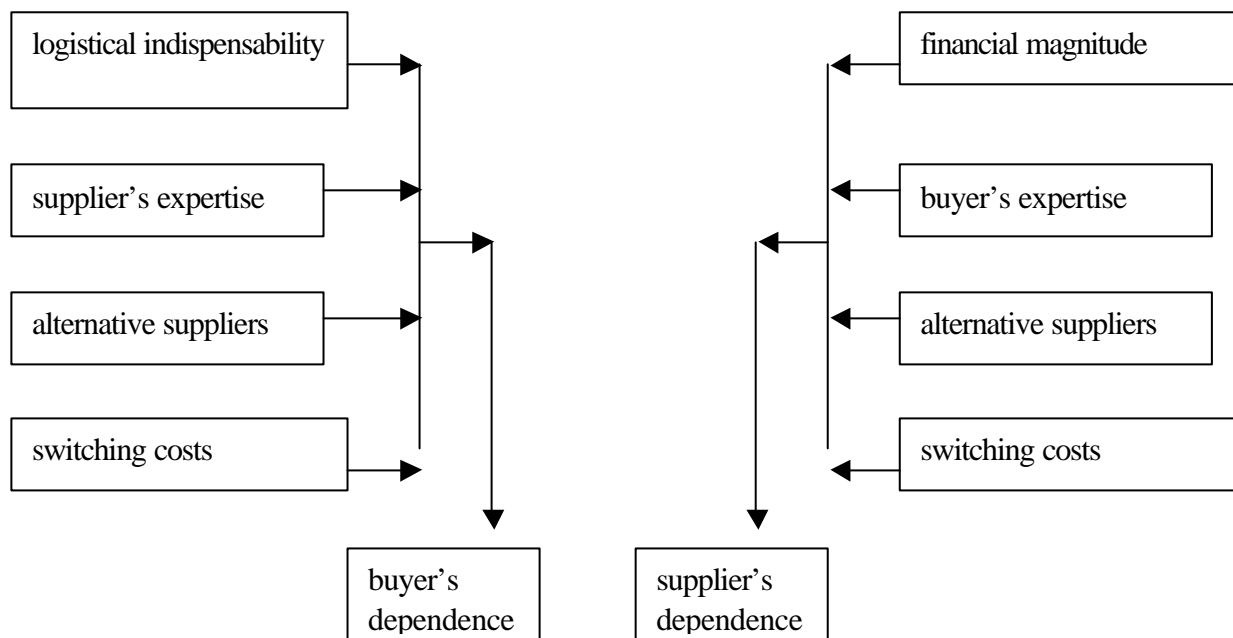 logistical indispensability
financial magnitude
supplier’s expertise
buyer’s expertise
alternative suppliers
alternative suppliers
switching costs
switching costs
buyer’s
dependence
supplier’s
dependence